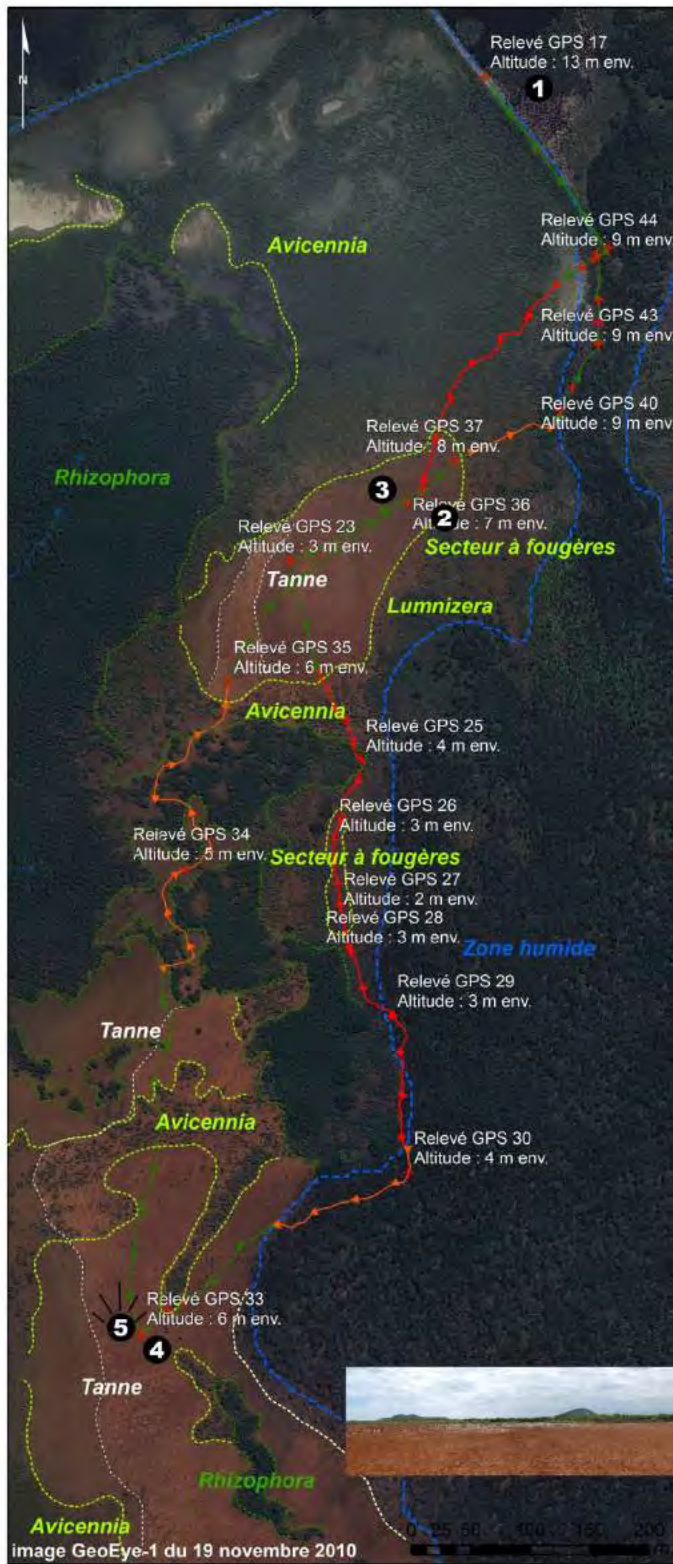 Relevé GPS 17
Altitude : 13 m env.
1
Relevé GPS 44
Altitude : 9 m env.
Avicennia
Relevé GPS 43
Altitude : 9 m env.
Relevé GPS 40
Altitude : 9 m env.
Relevé GPS 37
Altitude : 8 m env.
Rhizophora
3
Relevé GPS 36
Altitude : 7 m env.
2
Relevé GPS 23
Altitude : 3 m env.
Secteur à fougères
Tanne
Lumnizera
Relevé GPS 35
Altitude : 6 m env.
Avicennia
Relevé GPS 25
Altitude : 4 m env.
Relevé GPS 26
Altitude : 3 m env.
Relevé GPS 34
Altitude : 5 m env.
Secteur à fougères
Relevé GPS 27
Altitude : 2 m env.
Relevé GPS 28
Altitude : 3 m env.
Zone humide
Relevé GPS 29
Altitude : 3 m env.
Tanne
Avicennia
Relevé GPS 30
Altitude : 4 m env.
Relevé GPS 33
Altitude : 6 m env.
5
4
Tanne
Rhizophora
Avicennia
0 25 50 100 150 200
image GeoEye-1 du 19 novembre 2010